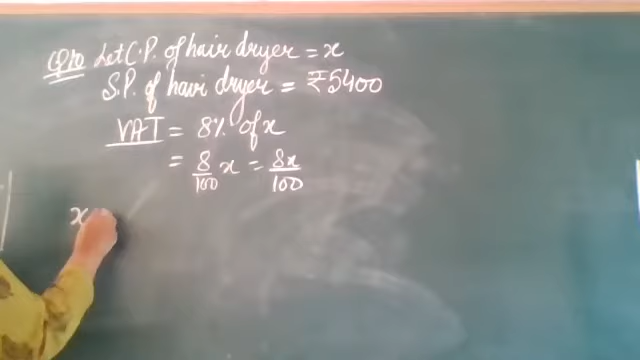 Q10 Let C.P. of hair dryer = x
S.P. of hair dryer = ₹5400
VAT = 8% of x
= 8/100 x = 8x/100
x